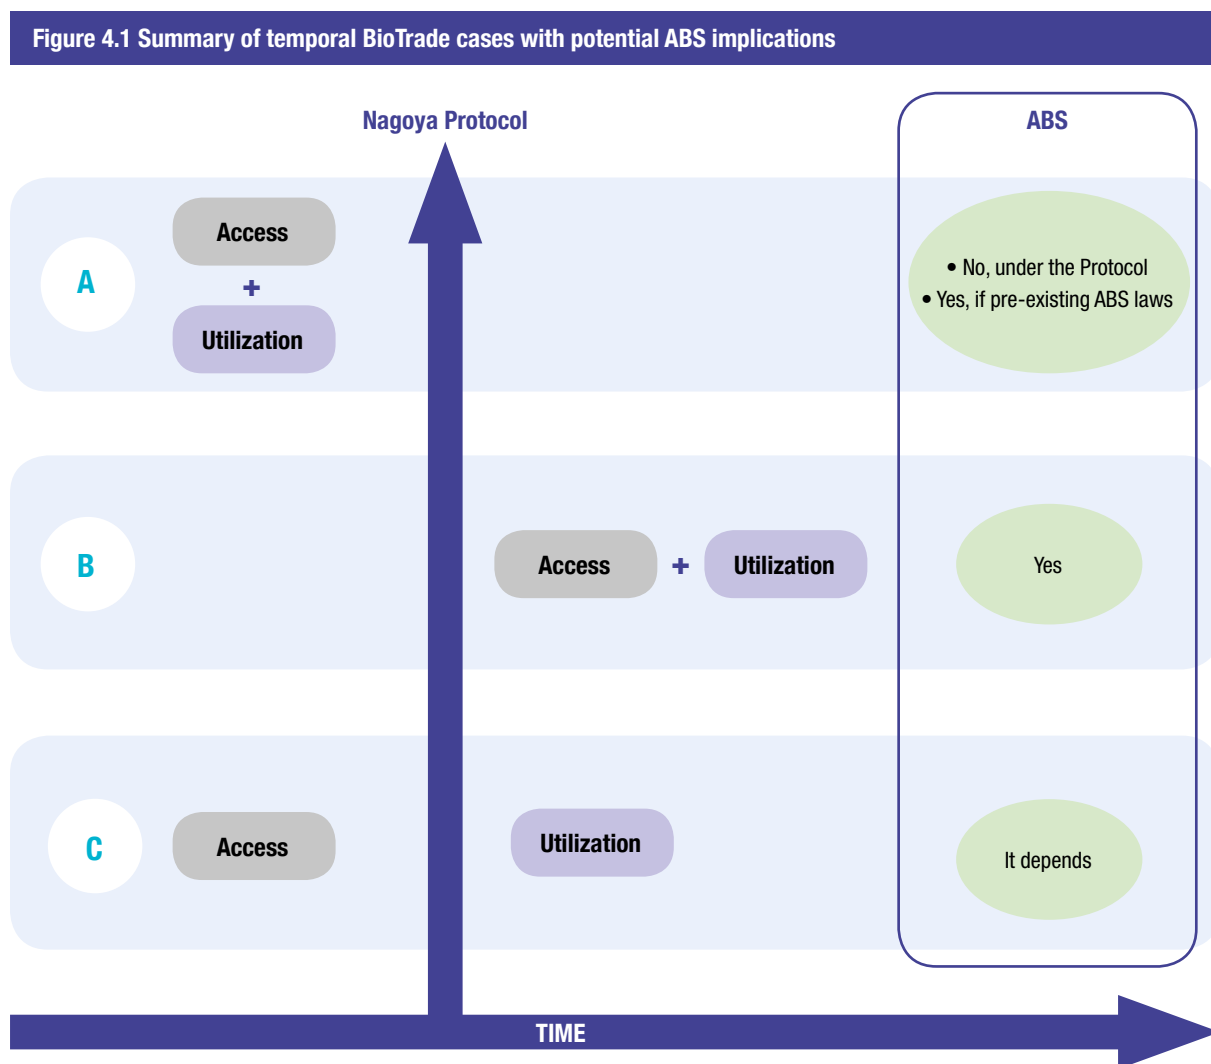 Figure 4.1 Summary of temporal BioTrade cases with potential ABS implications
Nagoya Protocol
ABS
A
Access
+
Utilization
• No, under the Protocol
• Yes, if pre-existing ABS laws
B
Access + Utilization
Yes
C
Access
Utilization
It depends
TIME